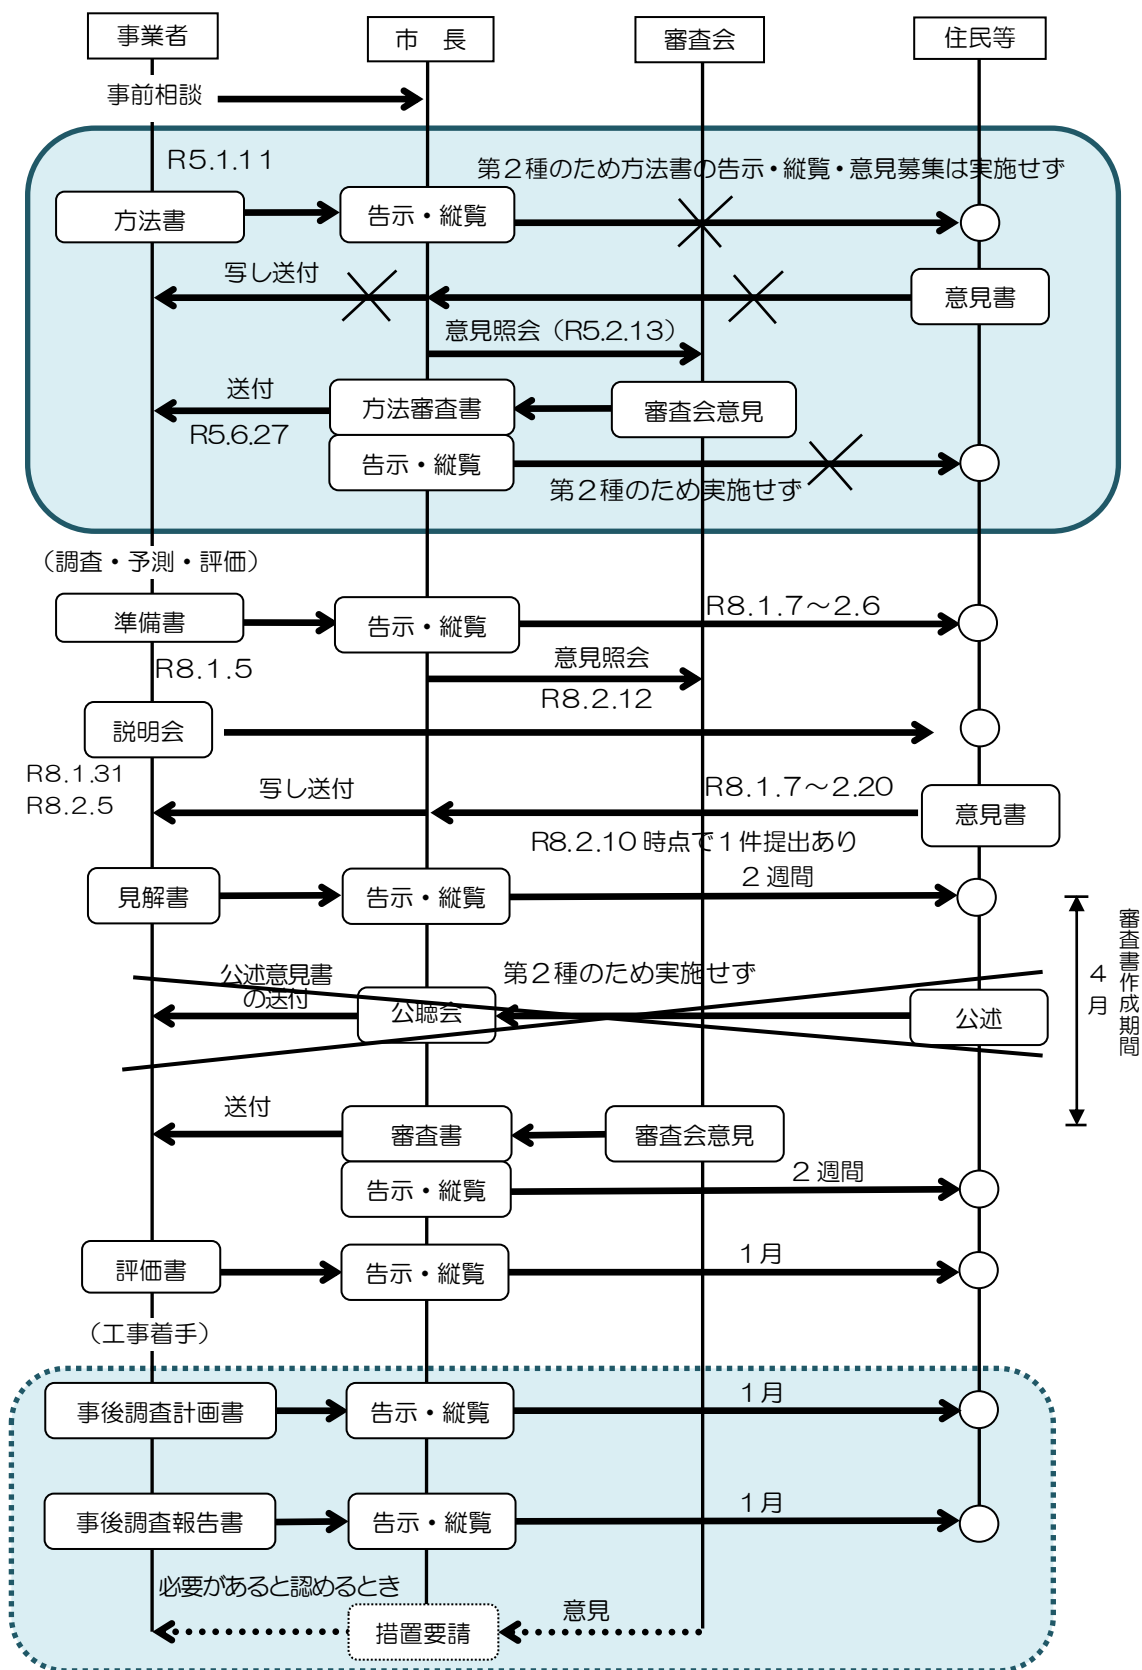 事業者
市　長
審査会
住民等
事前相談
R5.1.11
第２種のため方法書の告示・縦覧・意見募集は実施せず
方法書
告示・縦覧
写し送付
意見書
意見照会（R5.2.13）
送付
方法審査書
審査会意見
R5.6.27
告示・縦覧
第２種のため実施せず
（調査・予測・評価）
準備書
告示・縦覧
R8.1.7～2.6
R8.1.5
意見照会
R8.2.12
説明会
R8.1.31
R8.2.5
写し送付
R8.1.7～2.20
意見書
R8.2.10 時点で１件提出あり
見解書
告示・縦覧
２週間
審査書作成期間
４月
公述意見書
の送付
第２種のため実施せず
公聴会
公述
送付
審査書
審査会意見
告示・縦覧
２週間
評価書
告示・縦覧
１月
（工事着手）
事後調査計画書
告示・縦覧
１月
事後調査報告書
告示・縦覧
１月
必要があると認めるとき
措置要請
意見